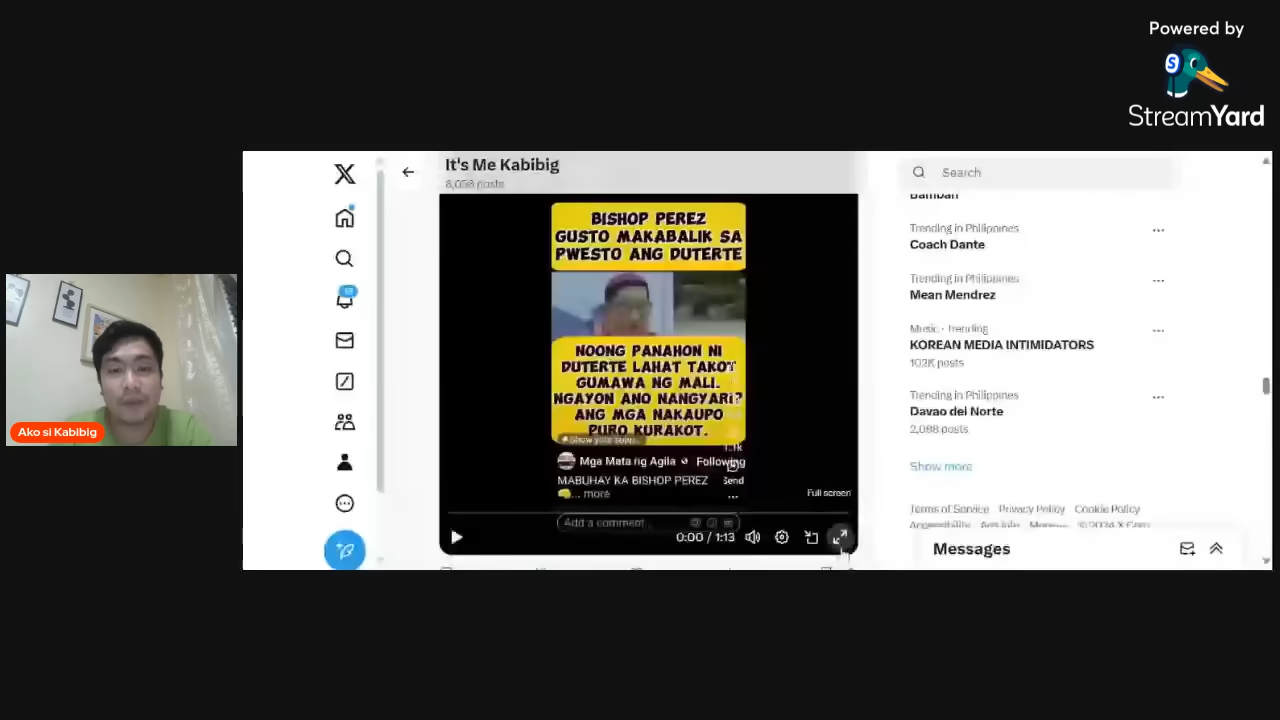 Powered by
StreamYard
Ako si Kabibig
It's Me Kabibig
8,058 posts
BISHOP PEREZ
GUSTO MAKABALIK SA
PWESTO ANG DUTERTE
NOONG PANAHON NI
DUTERTE LAHAT TAKOT
GUMAWA NG MALI.
NGAYON ANO NANGYARI?
ANG MGA NAKAUPO
PURO KURAKOT.
Mga Mata ng Agila
Following
MABUHAY KA BISHOP PEREZ
Send
... more
Add a comment
Full screen
0:00 / 1:13
Search
Bamban
Trending in Philippines
Coach Dante
Trending in Philippines
Mean Mendrez
Music · Trending
KOREAN MEDIA INTIMIDATORS
102K posts
Trending in Philippines
Davao del Norte
2,088 posts
Show more
Terms of Service Privacy Policy Cookie Policy
Messages